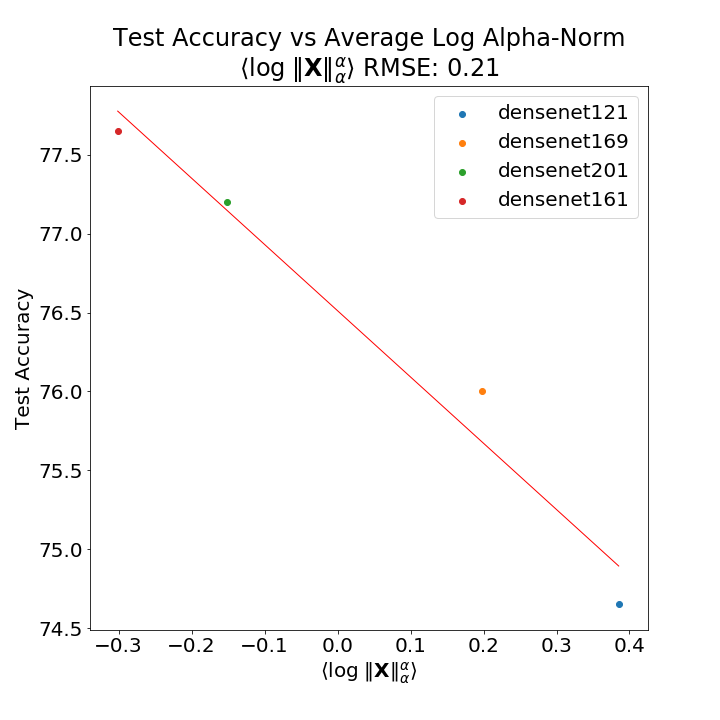 Test Accuracy vs Average Log Alpha-Norm
⟨log ‖𝐗‖_α^α⟩ RMSE: 0.21
densenet121
densenet169
densenet201
densenet161
Test Accuracy
77.5
77.0
76.5
76.0
75.5
75.0
74.5
−0.3 −0.2 −0.1 0.0 0.1 0.2 0.3 0.4
⟨log ‖𝐗‖_α^α⟩